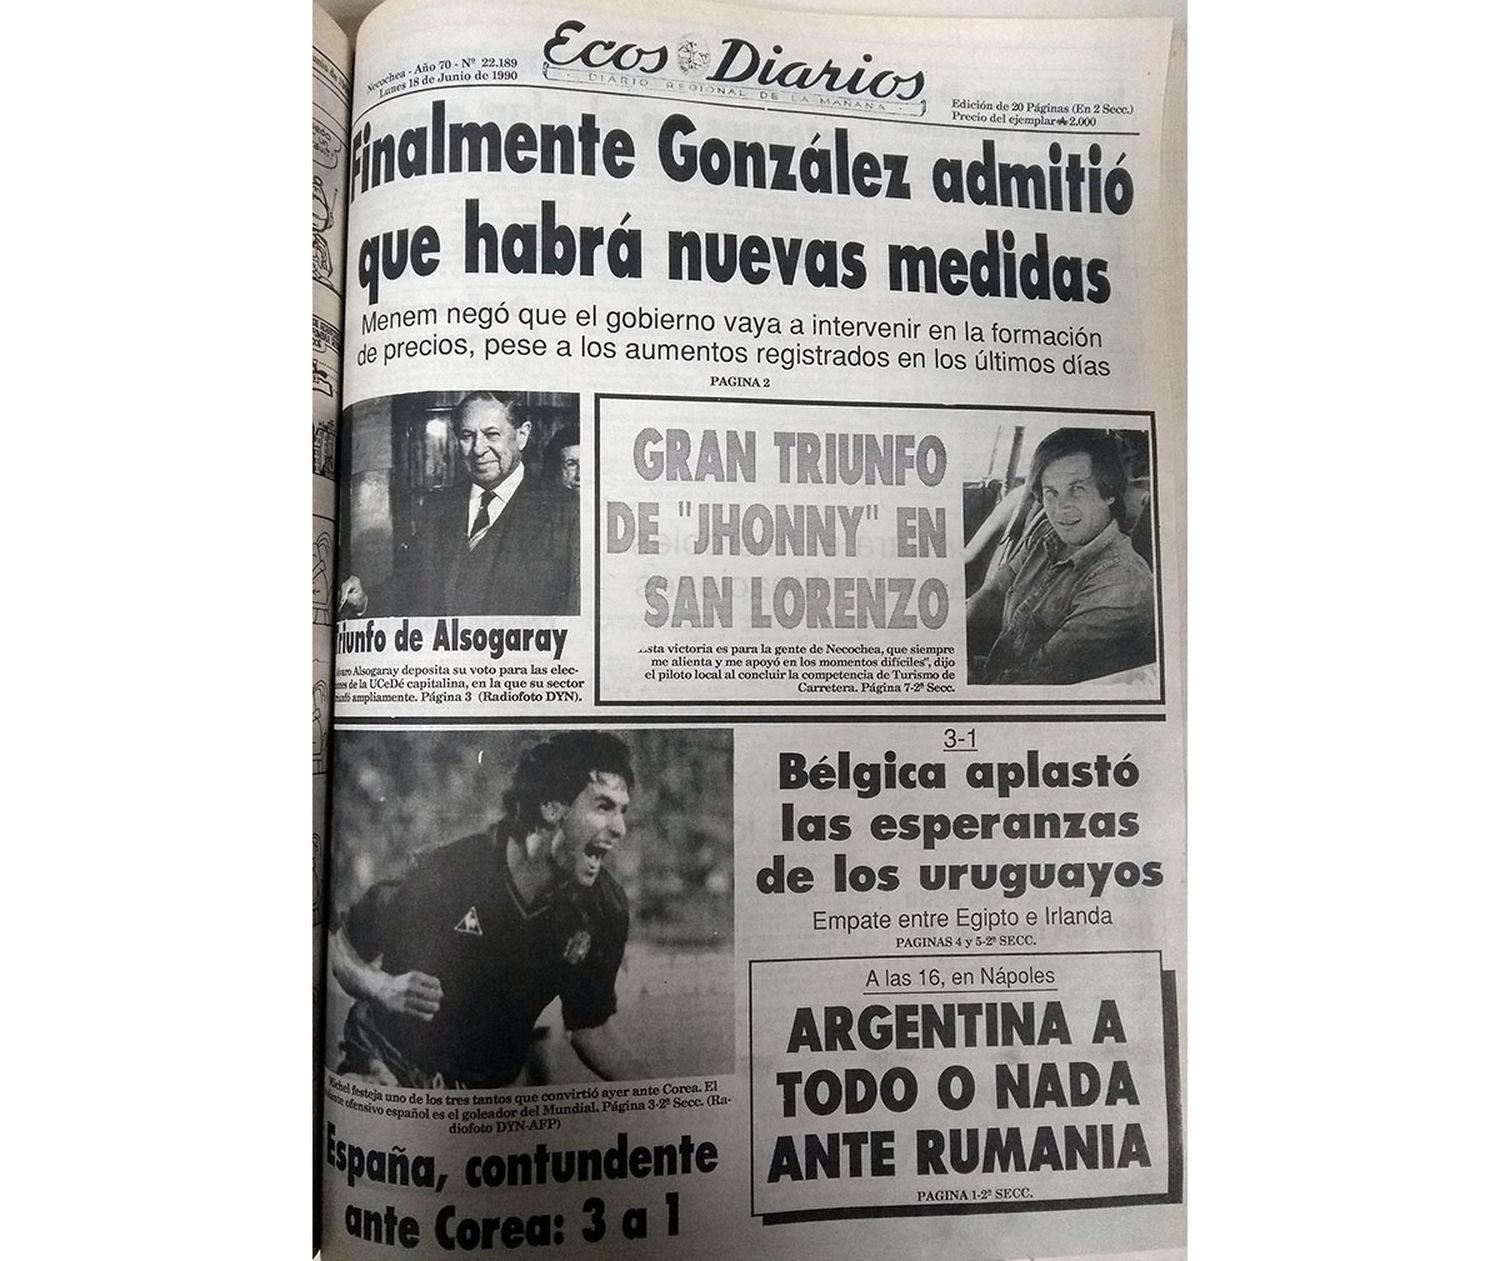 Necochea - Año 70 - Nº 22.189
Lunes 18 de Junio de 1990
Ecos Diarios
DIARIO REGIONAL DE LA MAÑANA
Edición de 20 Páginas (En 2 Secc.)
Precio del ejemplar ₳ 2.000
Finalmente González admitió
que habrá nuevas medidas
Menem negó que el gobierno vaya a intervenir en la formación
de precios, pese a los aumentos registrados en los últimos días
PAGINA 2
Triunfo de Alsogaray
Alvaro Alsogaray deposita su voto para las elec-
ciones de la UCeDé capitalina, en la que su sector
triunfó ampliamente. Página 3 (Radiofoto DYN).
GRAN TRIUNFO
DE "JHONNY" EN
SAN LORENZO
"Esta victoria es para la gente de Necochea, que siempre
me alienta y me apoyó en los momentos difíciles", dijo
el piloto local al concluir la competencia de Turismo de
Carretera. Página 7-2ª Secc.
Michel festeja uno de los tres tantos que convirtió ayer ante Corea. El
ofensivo español es el goleador del Mundial. Página 3-2ª Secc. (Ra-
diofoto DYN-AFP)
España, contundente
ante Corea: 3 a 1
3-1
Bélgica aplastó
las esperanzas
de los uruguayos
Empate entre Egipto e Irlanda
PAGINAS 4 y 5-2ª SECC.
A las 16, en Nápoles
ARGENTINA A
TODO O NADA
ANTE RUMANIA
PAGINA 1-2ª SECC.